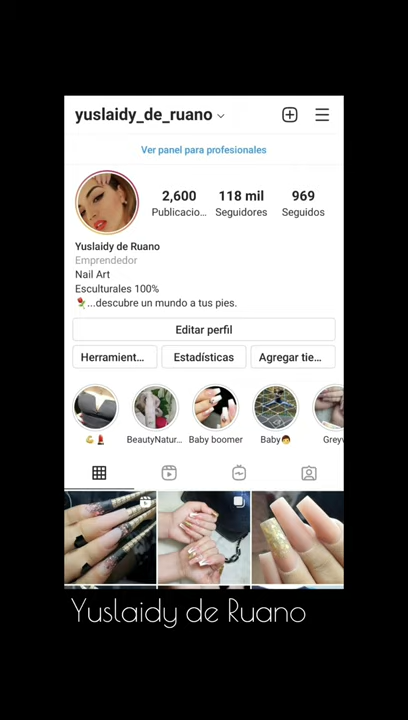 yuslaidy_de_ruano
Ver panel para profesionales
2,600 118 mil 969
Publicacio... Seguidores Seguidos
Yuslaidy de Ruano
Emprendedor
Nail Art
Esculturales 100%
🌹...descubre un mundo a tus pies.
Editar perfil
Herramient... Estadísticas Agregar tie...
💪💄 BeautyNatur... Baby boomer Baby👦 Greyv
Yuslaidy de Ruano